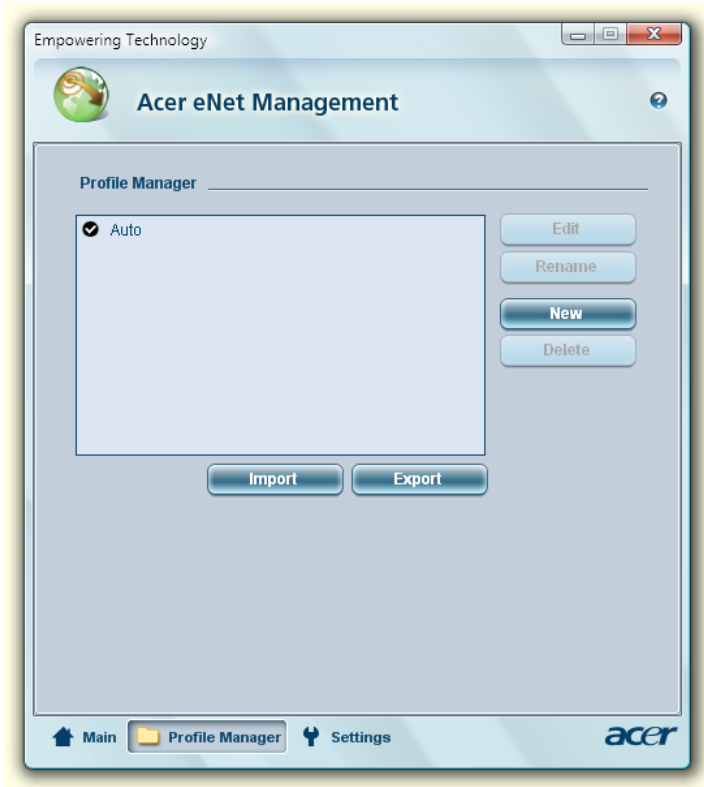 Empowering Technology
Acer eNet Management
Profile Manager
Auto
Edit
Rename
New
Delete
Import Export
Main Profile Manager Settings acer